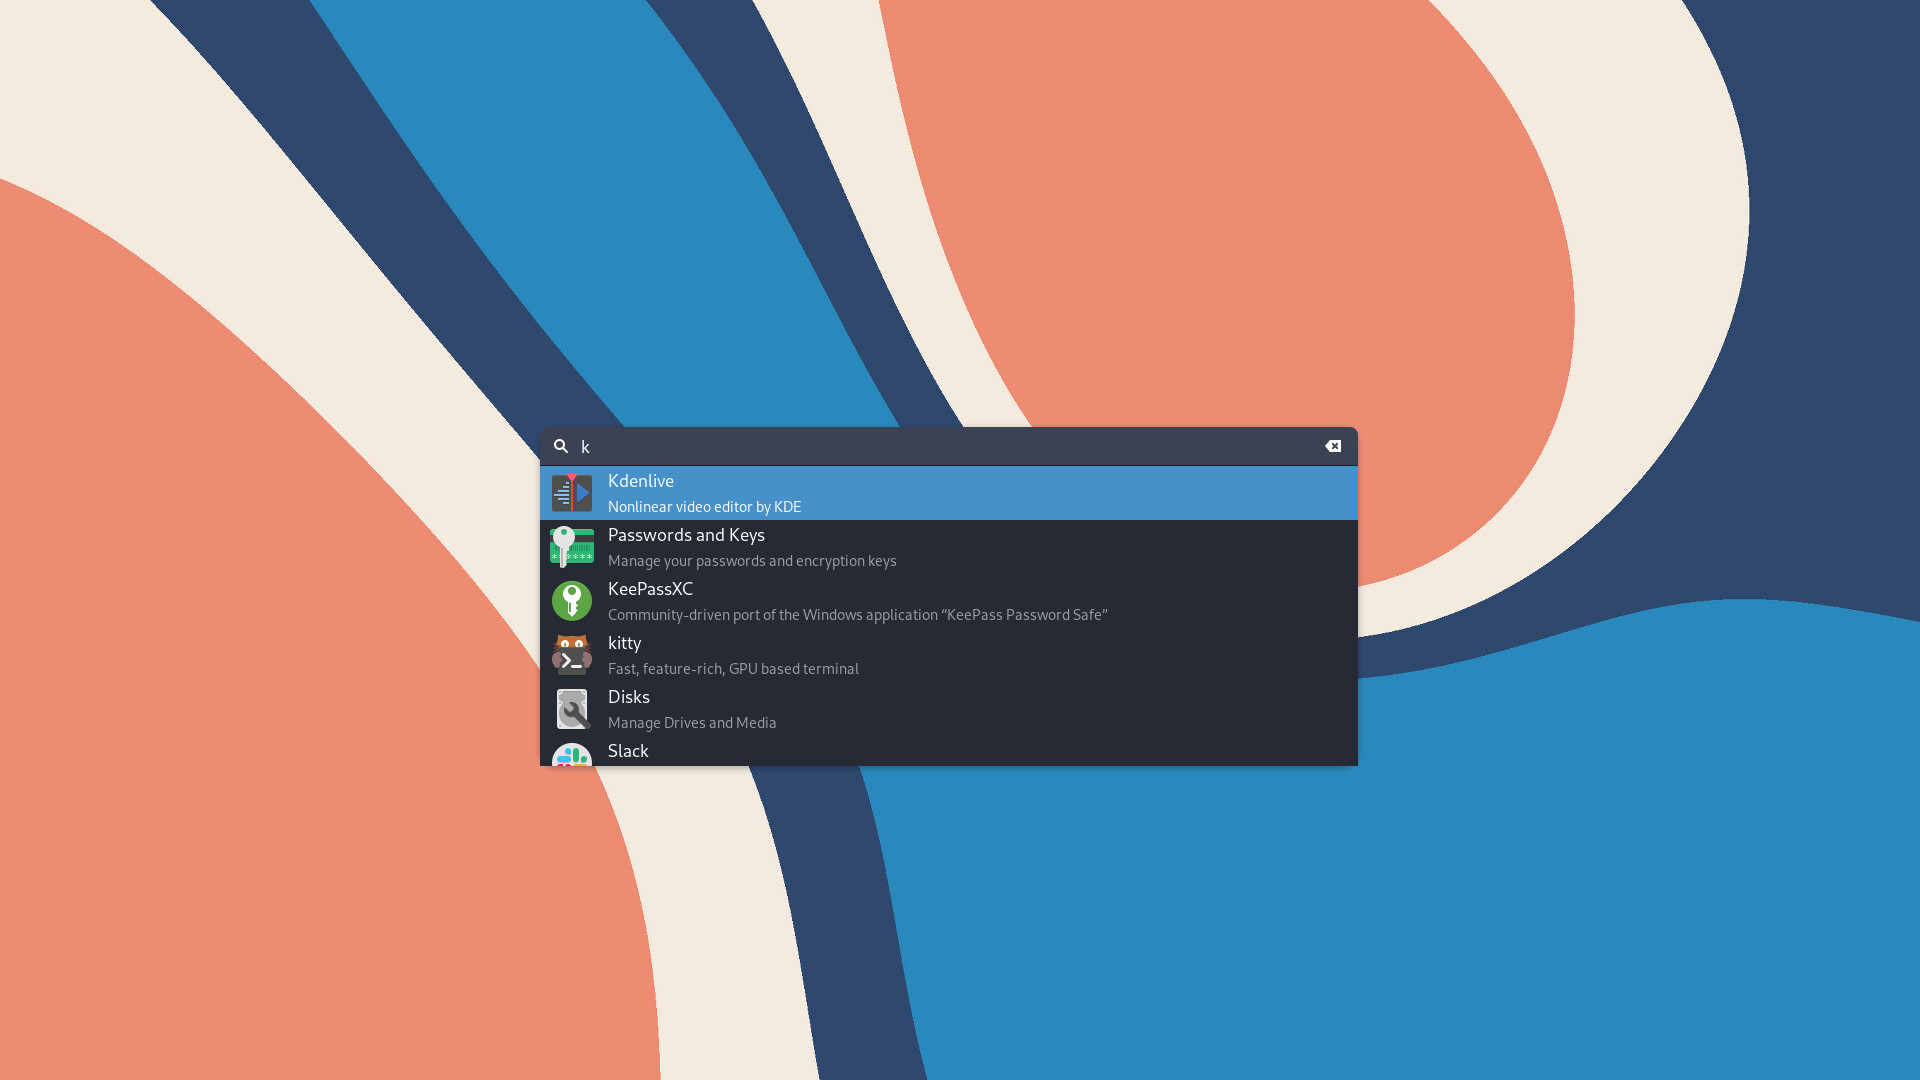 k
Kdenlive
Nonlinear video editor by KDE
Passwords and Keys
Manage your passwords and encryption keys
KeePassXC
Community-driven port of the Windows application “KeePass Password Safe”
kitty
Fast, feature-rich, GPU based terminal
Disks
Manage Drives and Media
Slack